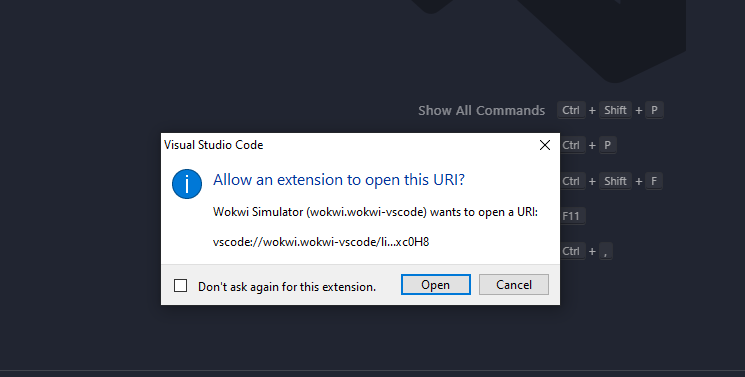 Show All Commands Ctrl + Shift + P
Visual Studio Code
Ctrl + P
Allow an extension to open this URI?
Ctrl + Shift + F
Wokwi Simulator (wokwi.wokwi-vscode) wants to open a URI:
F11
vscode://wokwi.wokwi-vscode/li...xc0H8
Ctrl + ,
Don't ask again for this extension.
Open
Cancel